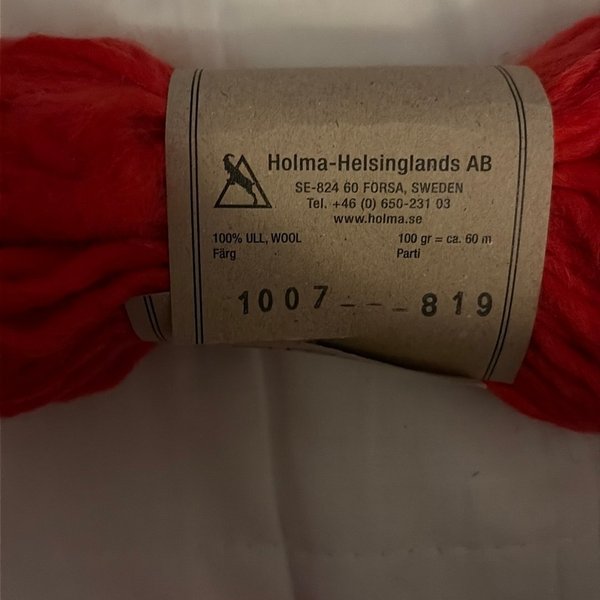 Holma-Helsinglands AB
SE-824 60 FORSA, SWEDEN
Tel. +46 (0) 650-231 03
www.holma.se
100% ULL, WOOL 100 gr = ca. 60 m
Färg Parti
1007---819